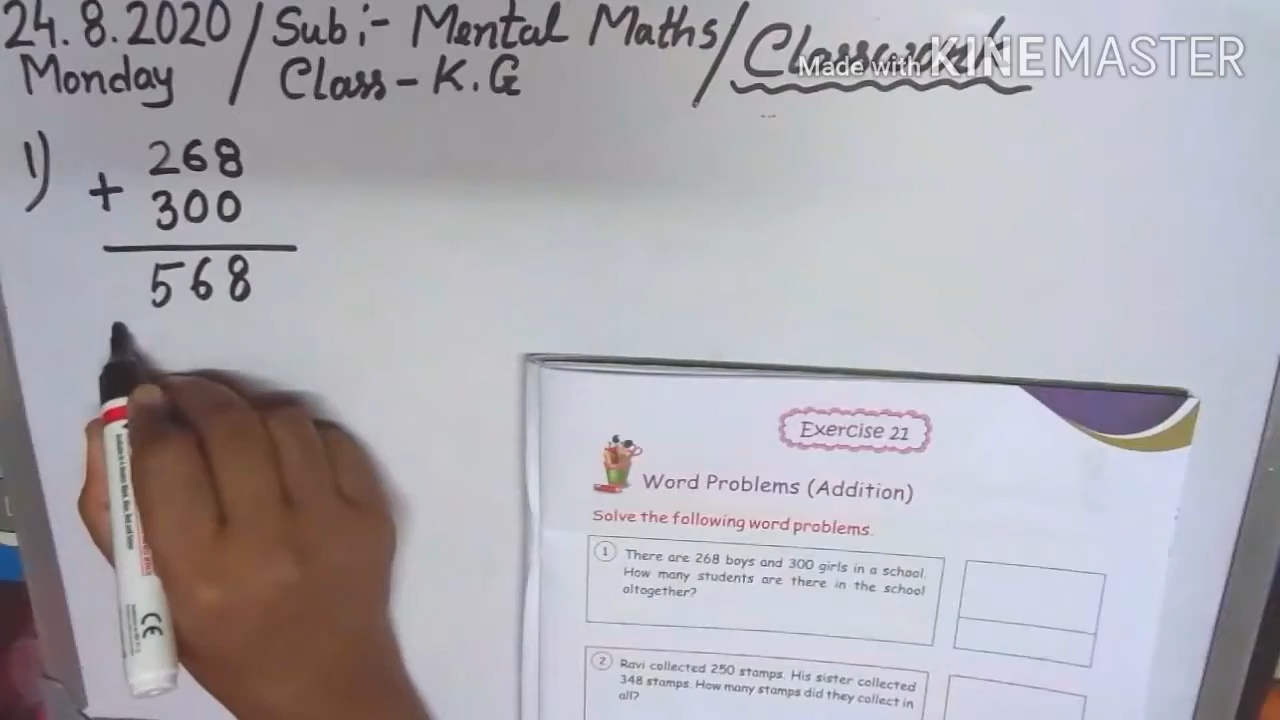 24.8.2020 / Sub:- Mental Maths / Classwork
Monday / Class - K.G
Made with KINEMASTER
1) 268
+ 300
568
Exercise 21
Word Problems (Addition)
Solve the following word problems.
1 There are 268 boys and 300 girls in a school.
How many students are there in the school
altogether?
2 Ravi collected 250 stamps. His sister collected
348 stamps. How many stamps did they collect in
all?
CE